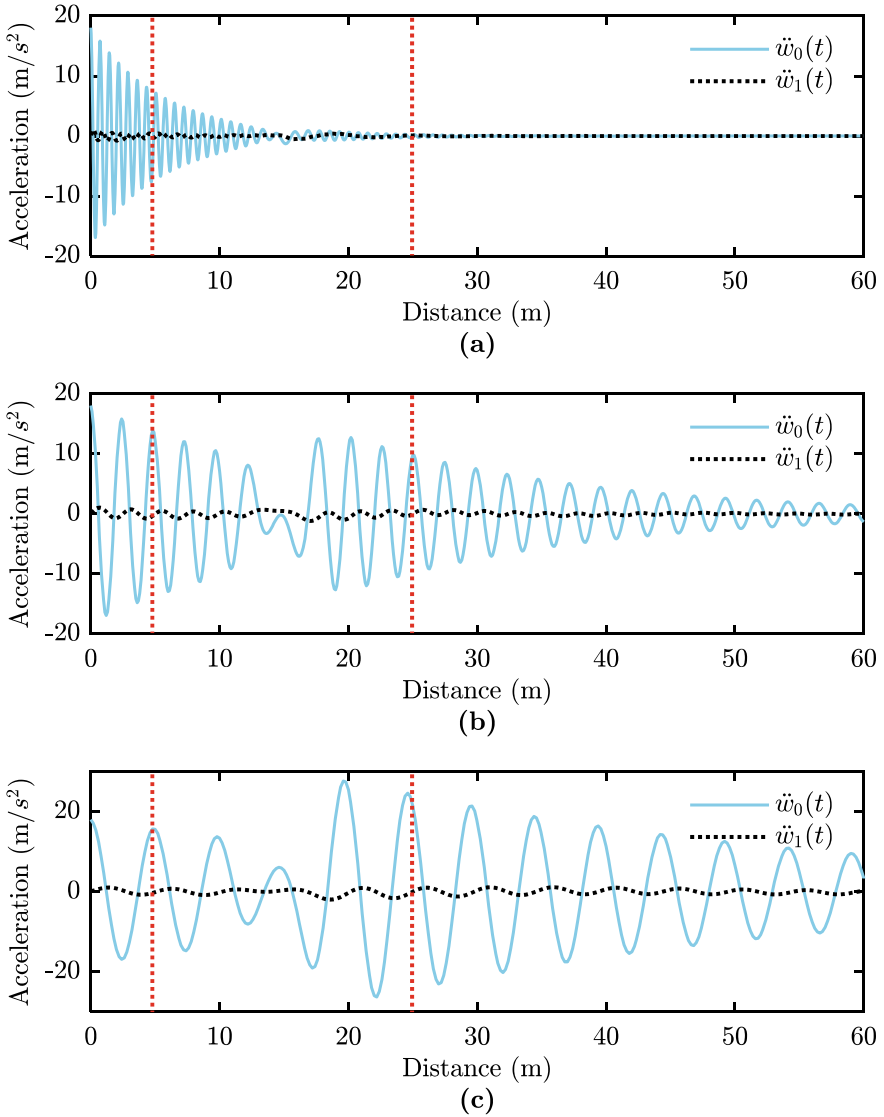 20
10
0
-10
-20
Acceleration (m/s²)
ẅ₀(t)
ẅ₁(t)
0 10 20 30 40 50 60
Distance (m)
(a)
20
10
0
-10
-20
Acceleration (m/s²)
ẅ₀(t)
ẅ₁(t)
0 10 20 30 40 50 60
Distance (m)
(b)
20
0
-20
Acceleration (m/s²)
ẅ₀(t)
ẅ₁(t)
0 10 20 30 40 50 60
Distance (m)
(c)